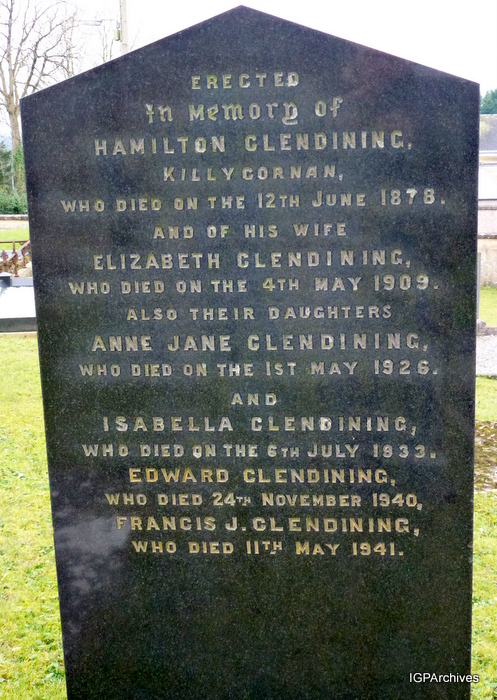 ERECTED
In Memory of
HAMILTON CLENDINING,
KILLYGORNAN,
WHO DIED ON THE 12TH JUNE 1878.
AND OF HIS WIFE
ELIZABETH CLENDINING,
WHO DIED ON THE 4TH MAY 1909.
ALSO THEIR DAUGHTERS
ANNE JANE CLENDINING,
WHO DIED ON THE 1ST MAY 1926.
AND
ISABELLA CLENDINING,
WHO DIED ON THE 6TH JULY 1933.
EDWARD CLENDINING,
WHO DIED 24TH NOVEMBER 1940,
FRANCIS J. CLENDINING,
WHO DIED 11TH MAY 1941.
IGPArchives